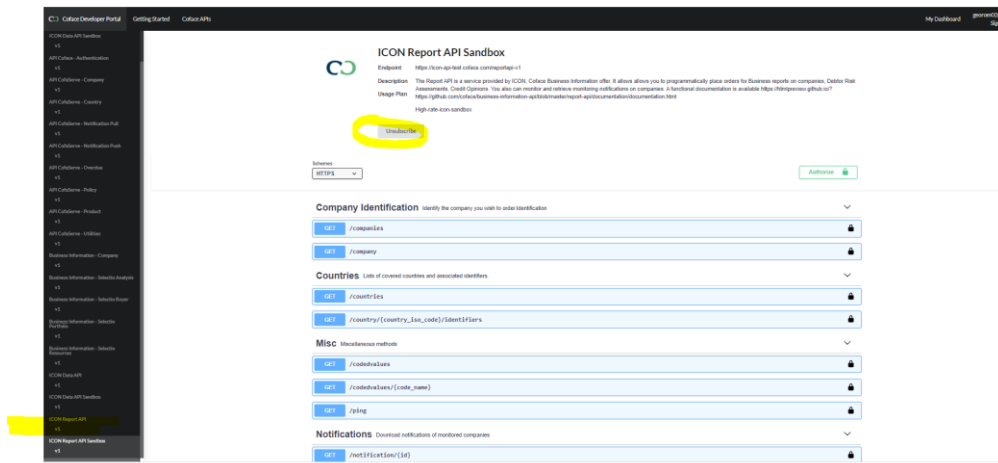 Coface Developer Portal
Getting Started
Coface APIs
My Dashboard
ICON Data API Sandbox
v1
API Coface - Authentication
v1
API CofaServe - Company
v1
API CofaServe - Country
v1
API CofaServe - Notification Pull
v1
API CofaServe - Notification Push
v1
API CofaServe - Overdue
v1
API CofaServe - Policy
v1
API CofaServe - Product
v1
API CofaServe - Utilities
v1
Business Information - Company
v1
Business Information - Selectio Analysis
v1
Business Information - Selectio Buyer
v1
Business Information - Selectio
Portfolio
v1
Business Information - Selectio
Resources
v1
ICON Data API
v1
ICON Data API Sandbox
v1
ICON Report API
v1
ICON Report API Sandbox
v1
ICON Report API Sandbox
Endpoint https://icon-api-test.coface.com/reportapi-v1
Description The Report API is a service provided by ICON, Coface Business Information offer. It allows allows you to programmatically place orders for Business reports on companies, Debtor Risk
Assessments, Credit Opinions. You also can monitor and retrieve monitoring notifications on companies. A functional documentation is available https://htmlpreview.github.io/?
Usage Plan https://github.com/coface/business-information-api/blob/master/report-api/documentation/documentation.html
High-rate-icon-sandbox
Unsubscribe
Schemes
HTTPS
Authorize
Company Identification Identify the company you wish to order identification
GET /companies
GET /company
Countries Lists of covered countries and associated identifiers.
GET /countries
GET /country/{country_iso_code}/identifiers
Misc Miscellaneous methods
GET /codedvalues
GET /codedvalues/{code_name}
GET /ping
Notifications Download notifications of monitored companies
GET /notification/{id}